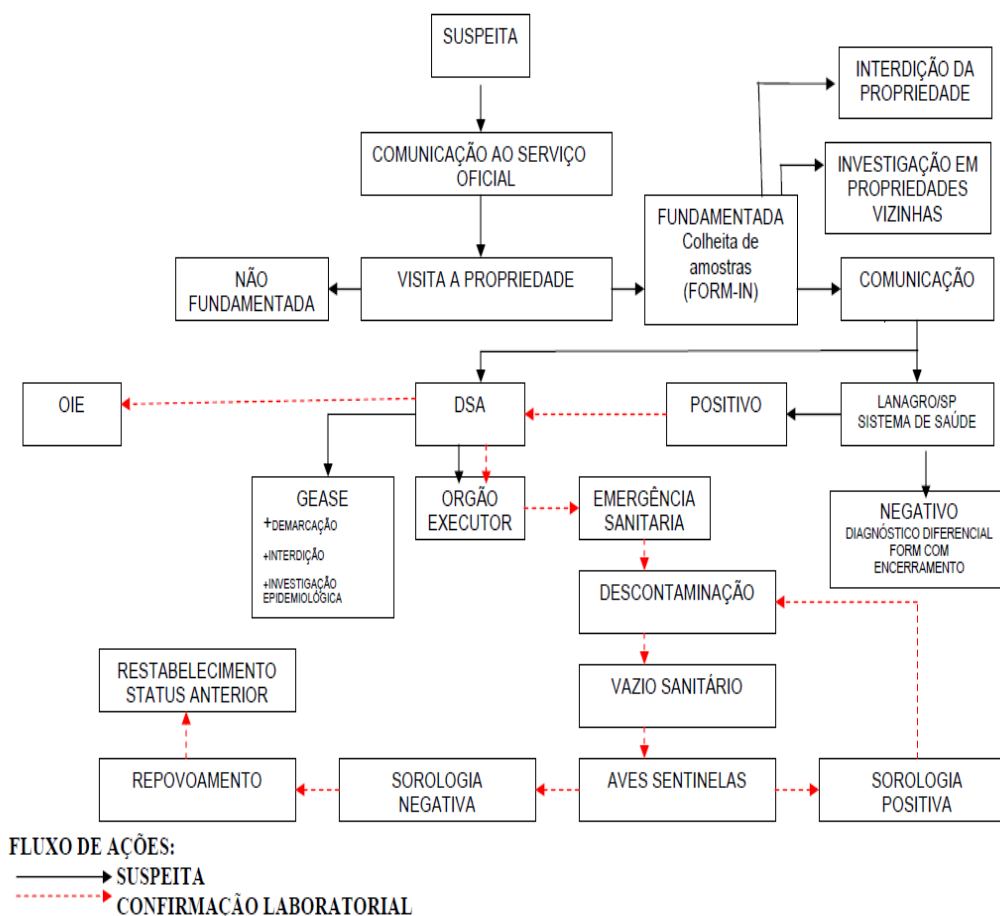 SUSPEITA
INTERDIÇÃO DA
PROPRIEDADE
COMUNICAÇÃO AO SERVIÇO
OFICIAL
INVESTIGAÇÃO EM
PROPRIEDADES
VIZINHAS
FUNDAMENTADA
Colheita de
amostras
(FORM-IN)
NÃO
FUNDAMENTADA
VISITA A PROPRIEDADE
COMUNICAÇÃO
OIE
DSA
POSITIVO
LANAGRO/SP
SISTEMA DE SAÚDE
GEASE
+DEMARCAÇÃO
+INTERDIÇÃO
+INVESTIGAÇÃO
EPIDEMIOLÓGICA
ORGÃO
EXECUTOR
EMERGÊNCIA
SANITARIA
NEGATIVO
DIAGNÓSTICO DIFERENCIAL
FORM COM
ENCERRAMENTO
DESCONTAMINAÇÃO
RESTABELECIMENTO
STATUS ANTERIOR
VAZIO SANITÁRIO
REPOVOAMENTO
SOROLOGIA
NEGATIVA
AVES SENTINELAS
SOROLOGIA
POSITIVA
FLUXO DE AÇÕES:
SUSPEITA
CONFIRMAÇÃO LABORATORIAL